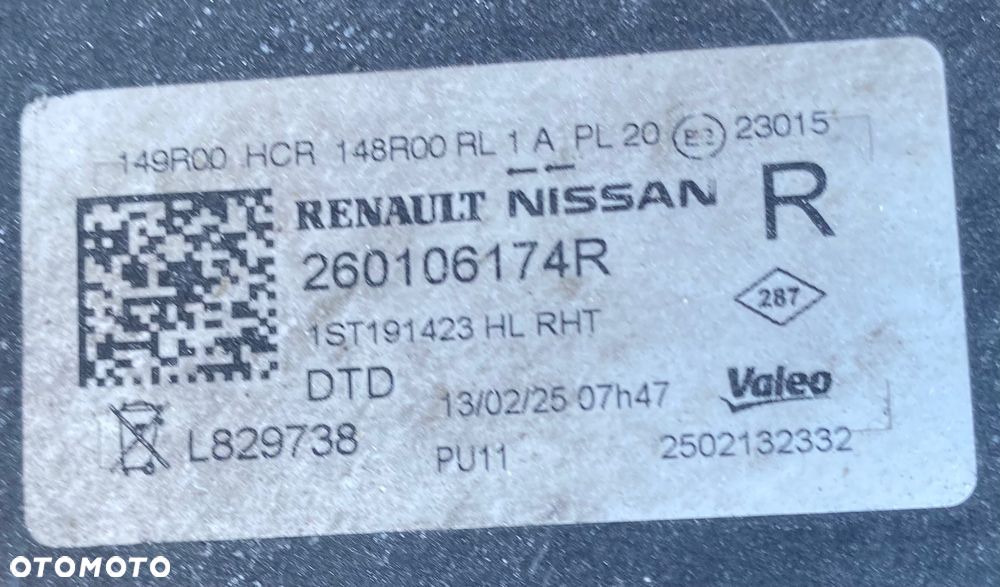 149R00 HCR 148R00 RL 1 A PL 20 E2 23015
RENAULT NISSAN R
260106174R
287
1ST191423 HL RHT
DTD 13/02/25 07h47 Valeo
L829738 PU11 2502132332
OTOMOTO